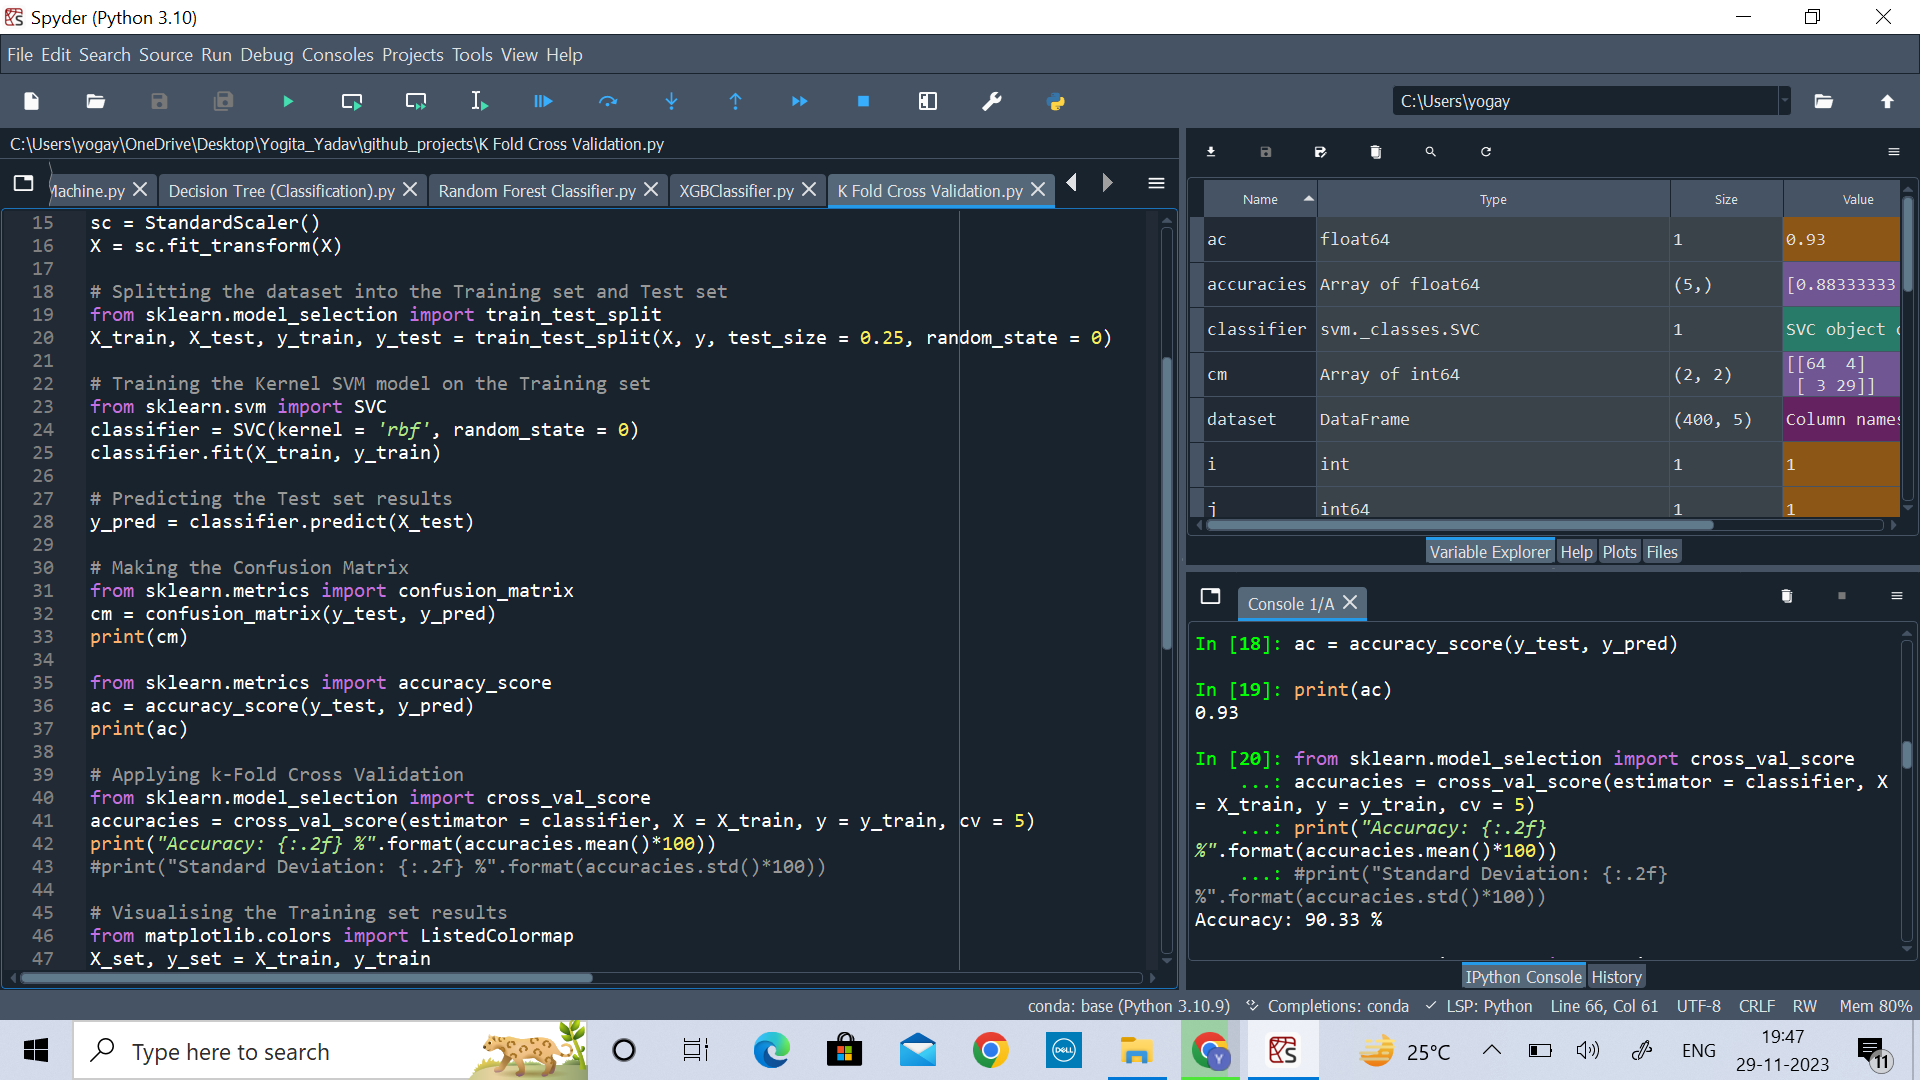 Spyder (Python 3.10)
File Edit Search Source Run Debug Consoles Projects Tools View Help
C:\Users\yogay
C:\Users\yogay\OneDrive\Desktop\Yogita_Yadav\github_projects\K Fold Cross Validation.py
Machine.py Decision Tree (Classification).py Random Forest Classifier.py XGBClassifier.py K Fold Cross Validation.py
15 sc = StandardScaler()
16 X = sc.fit_transform(X)
17
18 # Splitting the dataset into the Training set and Test set
19 from sklearn.model_selection import train_test_split
20 X_train, X_test, y_train, y_test = train_test_split(X, y, test_size = 0.25, random_state = 0)
21
22 # Training the Kernel SVM model on the Training set
23 from sklearn.svm import SVC
24 classifier = SVC(kernel = 'rbf', random_state = 0)
25 classifier.fit(X_train, y_train)
26
27 # Predicting the Test set results
28 y_pred = classifier.predict(X_test)
29
30 # Making the Confusion Matrix
31 from sklearn.metrics import confusion_matrix
32 cm = confusion_matrix(y_test, y_pred)
33 print(cm)
34
35 from sklearn.metrics import accuracy_score
36 ac = accuracy_score(y_test, y_pred)
37 print(ac)
38
39 # Applying k-Fold Cross Validation
40 from sklearn.model_selection import cross_val_score
41 accuracies = cross_val_score(estimator = classifier, X = X_train, y = y_train, cv = 5)
42 print("Accuracy: {:.2f} %".format(accuracies.mean()*100))
43 #print("Standard Deviation: {:.2f} %".format(accuracies.std()*100))
44
45 # Visualising the Training set results
46 from matplotlib.colors import ListedColormap
47 X_set, y_set = X_train, y_train
Name Type Size Value
ac float64 1 0.93
accuracies Array of float64 (5,) [0.88333333
classifier svm._classes.SVC 1 SVC object
cm Array of int64 (2, 2) [[64 4]
[ 3 29]]
dataset DataFrame (400, 5) Column names
i int 1 1
j int64 1 1
Variable Explorer Help Plots Files
Console 1/A
In [18]: ac = accuracy_score(y_test, y_pred)
In [19]: print(ac)
0.93
In [20]: from sklearn.model_selection import cross_val_score
...: accuracies = cross_val_score(estimator = classifier, X
= X_train, y = y_train, cv = 5)
...: print("Accuracy: {:.2f}
%".format(accuracies.mean()*100))
...: #print("Standard Deviation: {:.2f}
%".format(accuracies.std()*100))
Accuracy: 90.33 %
IPython Console History
conda: base (Python 3.10.9) Completions: conda LSP: Python Line 66, Col 61 UTF-8 CRLF RW Mem 80%
Type here to search
DELL
Y
25°C
ENG
19:47
29-11-2023
11